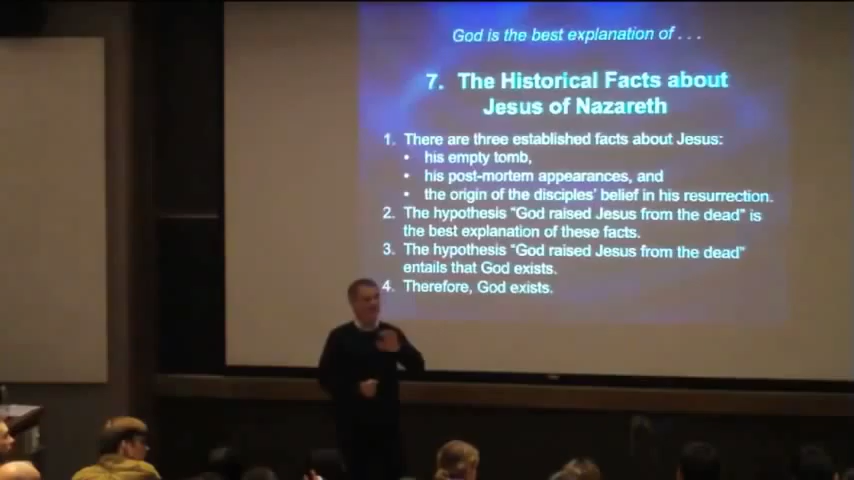 God is the best explanation of . . .
7. The Historical Facts about
Jesus of Nazareth
1. There are three established facts about Jesus:
• his empty tomb,
• his post-mortem appearances, and
• the origin of the disciples' belief in his resurrection.
2. The hypothesis "God raised Jesus from the dead" is
the best explanation of these facts.
3. The hypothesis "God raised Jesus from the dead"
entails that God exists.
4. Therefore, God exists.